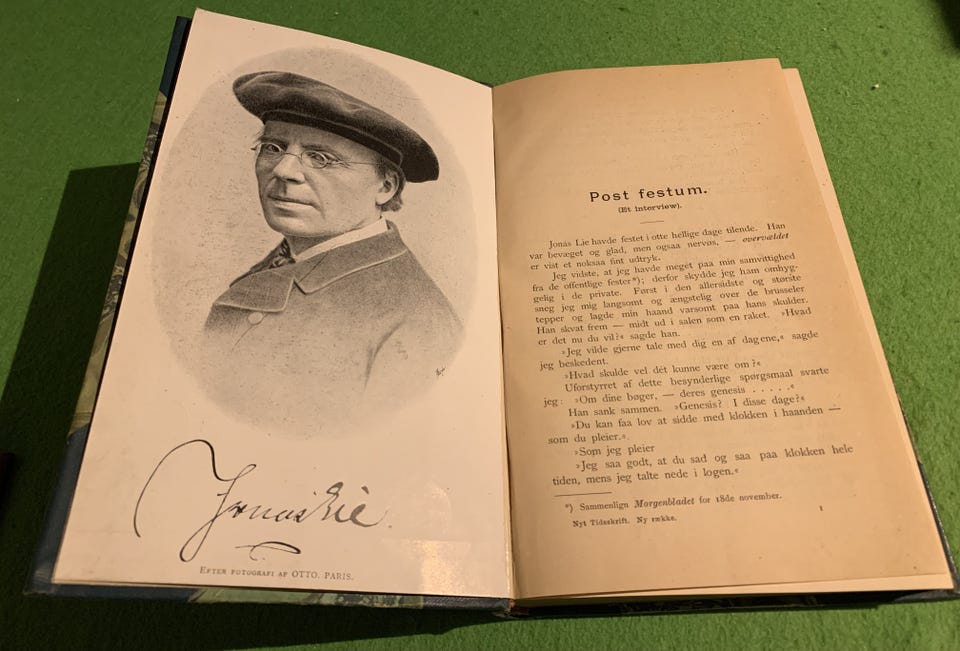 Jonas Lie.
EFTER FOTOGRAFI AF OTTO. PARIS.
Post festum.
(Et interview).
Jonas Lie havde festet i otte hellige dage tilende. Han
var bevæget og glad, men ogsaa nervøs, — overvældet
er vist et noksaa fint udtryk.
Jeg vidste, at jeg havde meget paa min samvittighed
fra de offentlige fester*); derfor skydde jeg ham omhyg-
gelig i de private. Først i den allersidste og største
sneg jeg mig langsomt og ængstelig over de brüsseler
tepper og lagde min haand varsomt paa hans skulder.
Han skvat frem — midt ud i salen som en raket. »Hvad
er det nu du vil?« sagde han.
»Jeg vilde gjerne tale med dig en af dagene,« sagde
jeg beskedent.
»Hvad skulde vel dét kunne være om?«
Uforstyrret af dette besynderlige spørgsmaal svarte
jeg: »Om dine bøger, — deres genesis . . . . .«
Han sank sammen. »Genesis? I disse dage?«
»Du kan faa lov at sidde med klokken i haanden —
som du pleier.«
»Som jeg pleier
»Jeg saa godt, at du sad og saa paa klokken hele
tiden, mens jeg talte nede i logen.«
*) Sammenlign Morgenbladet for 18de november.
Nyt Tidsskrift. Ny række.
1